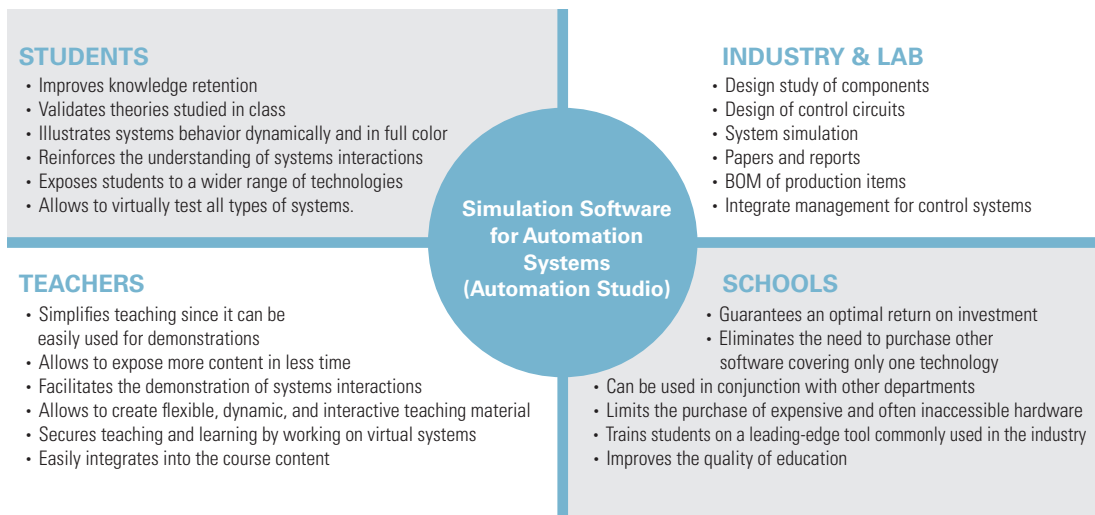 STUDENTS
• Improves knowledge retention
• Validates theories studied in class
• Illustrates systems behavior dynamically and in full color
• Reinforces the understanding of systems interactions
• Exposes students to a wider range of technologies
• Allows to virtually test all types of systems.
INDUSTRY & LAB
• Design study of components
• Design of control circuits
• System simulation
• Papers and reports
• BOM of production items
• Integrate management for control systems
Simulation Software
for Automation
Systems
(Automation Studio)
TEACHERS
• Simplifies teaching since it can be
easily used for demonstrations
• Allows to expose more content in less time
• Facilitates the demonstration of systems interactions
• Allows to create flexible, dynamic, and interactive teaching material
• Secures teaching and learning by working on virtual systems
• Easily integrates into the course content
SCHOOLS
• Guarantees an optimal return on investment
• Eliminates the need to purchase other
software covering only one technology
• Can be used in conjunction with other departments
• Limits the purchase of expensive and often inaccessible hardware
• Trains students on a leading-edge tool commonly used in the industry
• Improves the quality of education